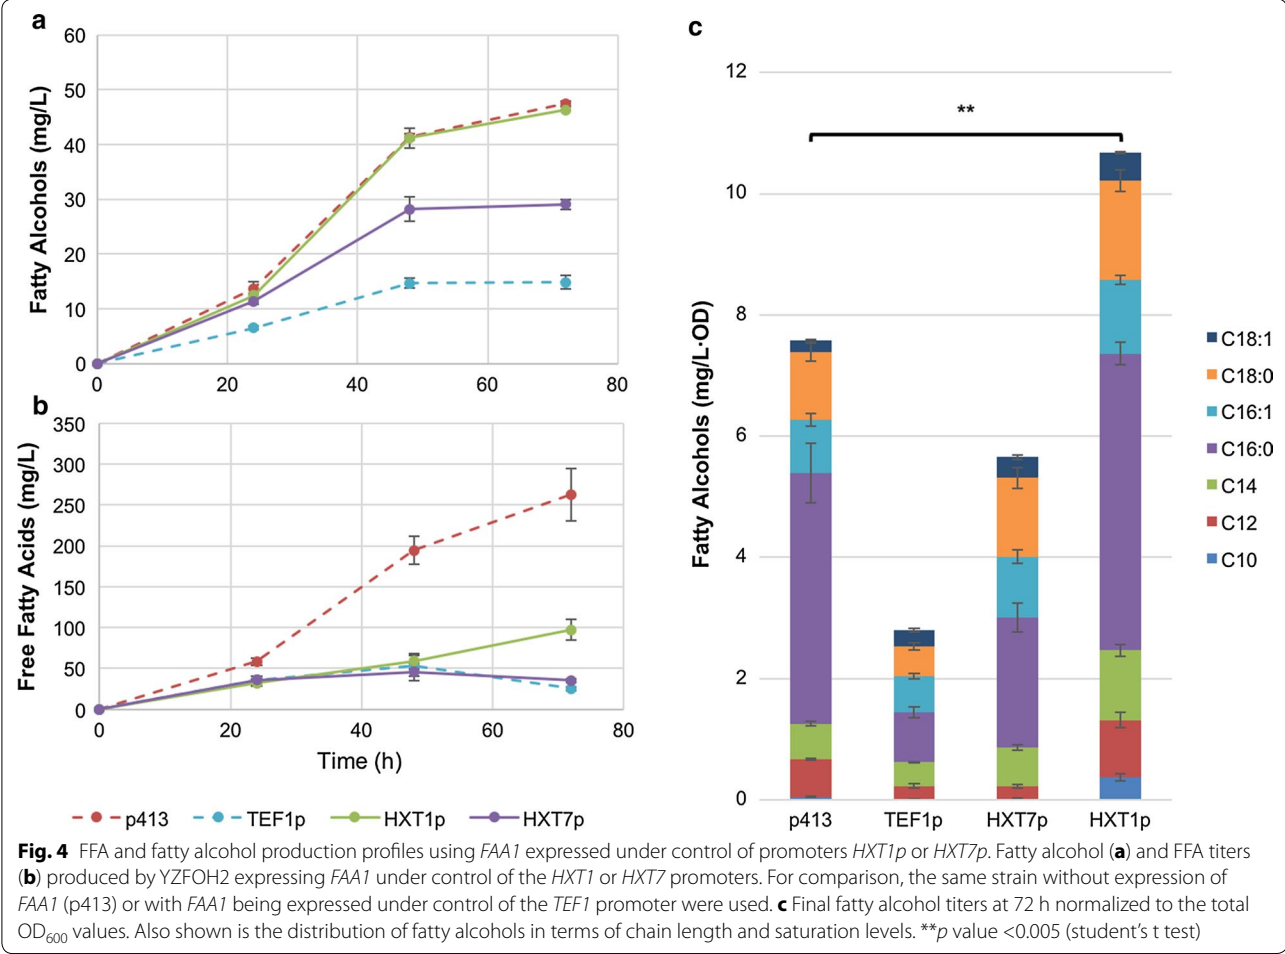 a
60
50
40
30
20
10
0
Fatty Alcohols (mg/L)
0 20 40 60 80
b
350
300
250
200
150
100
50
0
Free Fatty Acids (mg/L)
0 20 40 60 80
Time (h)
p413 TEF1p HXT1p HXT7p
c
12
10
8
6
4
2
0
Fatty Alcohols (mg/L·OD)
**
p413 TEF1p HXT7p HXT1p
C18:1
C18:0
C16:1
C16:0
C14
C12
C10
Fig. 4 FFA and fatty alcohol production profiles using FAA1 expressed under control of promoters HXT1p or HXT7p. Fatty alcohol (a) and FFA titers
(b) produced by YZFOH2 expressing FAA1 under control of the HXT1 or HXT7 promoters. For comparison, the same strain without expression of
FAA1 (p413) or with FAA1 being expressed under control of the TEF1 promoter were used. c Final fatty alcohol titers at 72 h normalized to the total
OD600 values. Also shown is the distribution of fatty alcohols in terms of chain length and saturation levels. **p value <0.005 (student's t test)